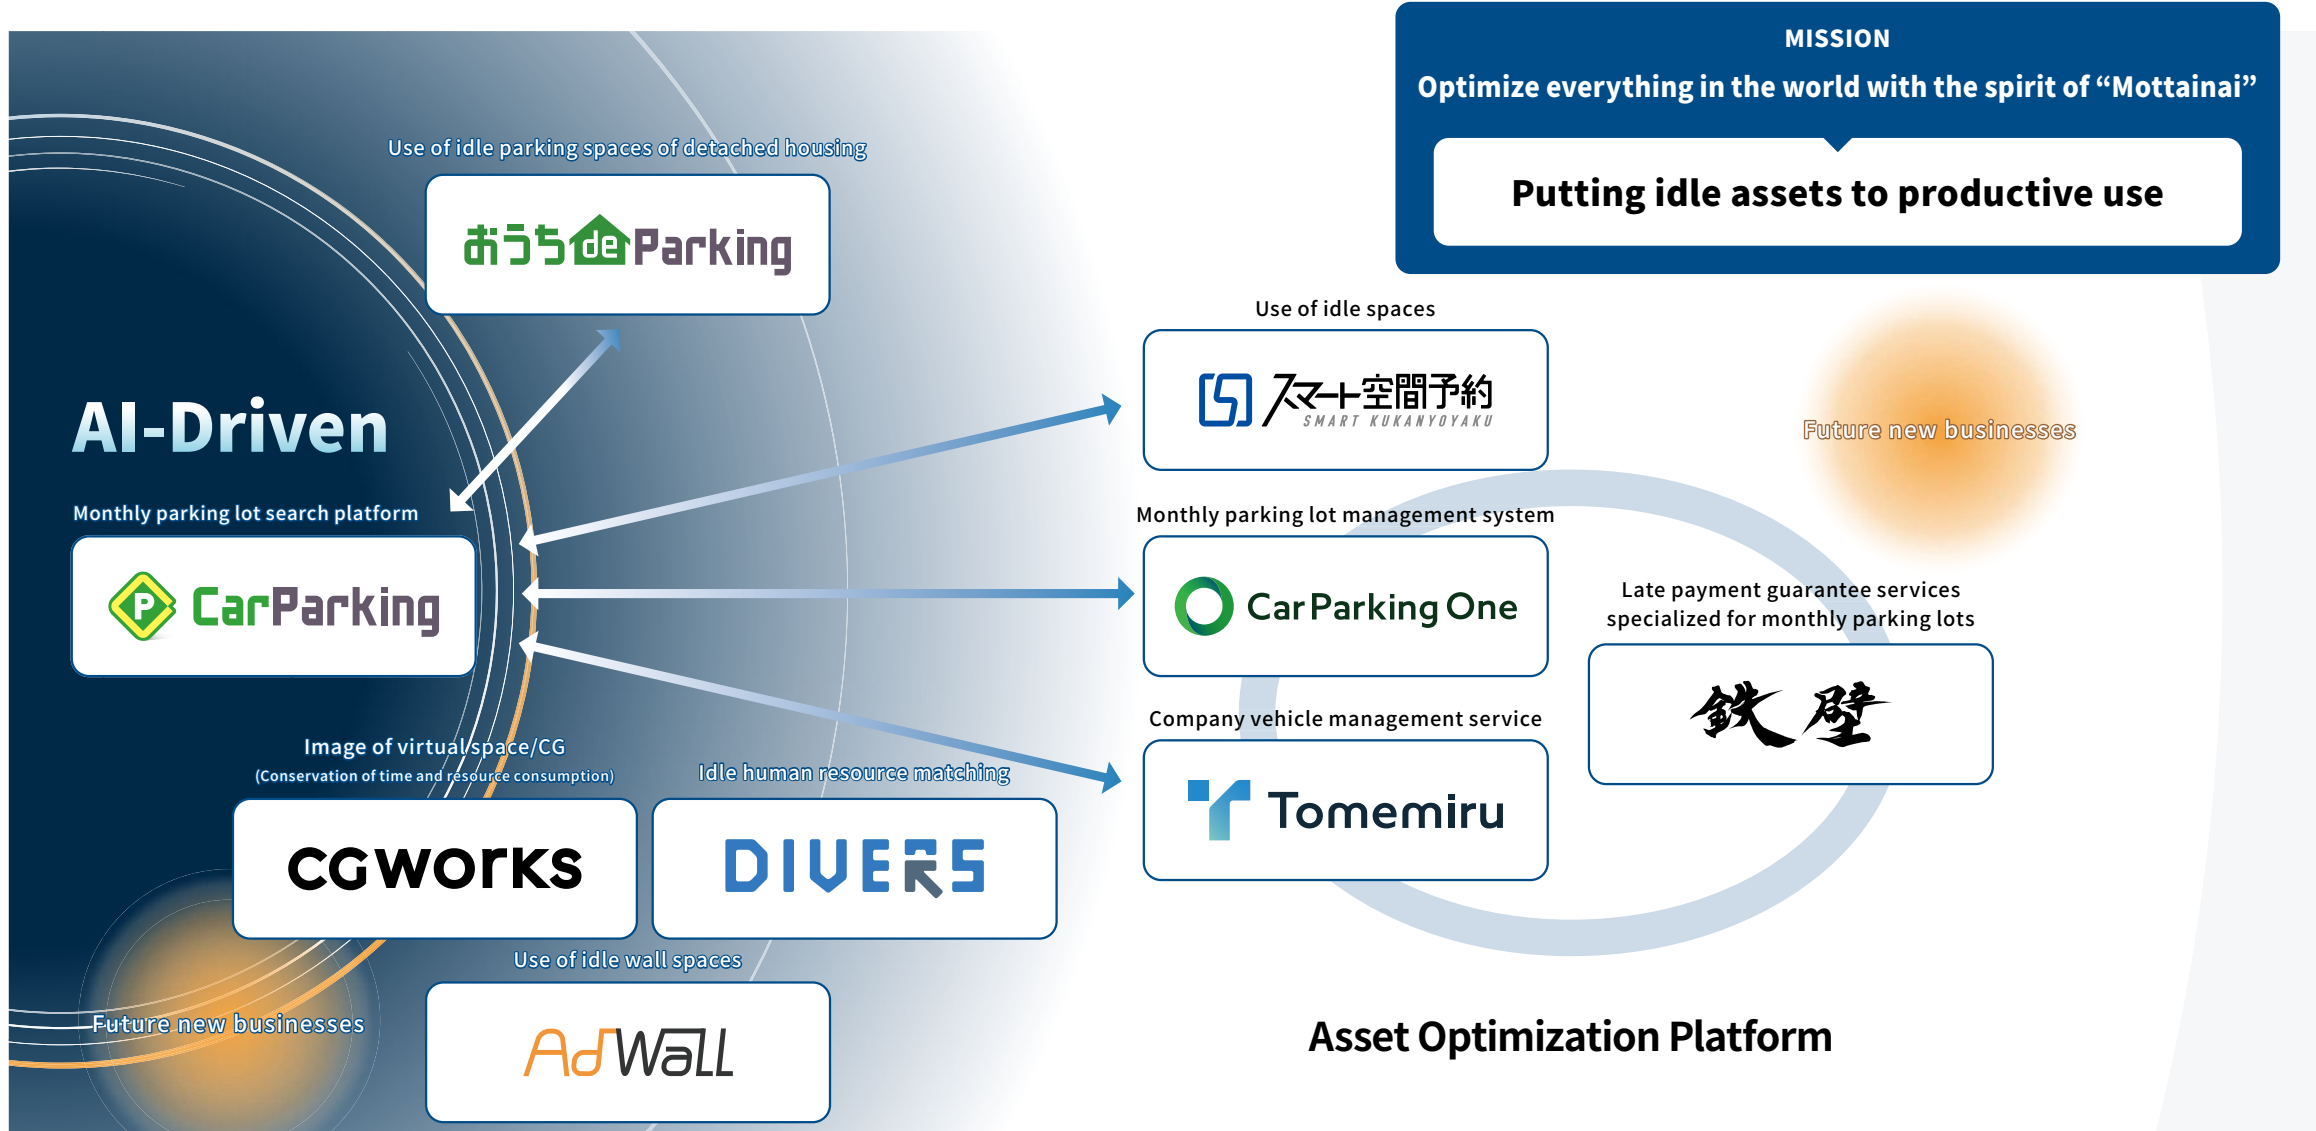 MISSION
Optimize everything in the world with the spirit of “Mottainai”
Putting idle assets to productive use
Use of idle parking spaces of detached housing
おうちdeParking
AI-Driven
Monthly parking lot search platform
P CarParking
Use of idle spaces
スマート空間予約
SMART KUKANYOYAKU
Future new businesses
Monthly parking lot management system
CarParking One
Late payment guarantee services
specialized for monthly parking lots
鉄壁
Company vehicle management service
Tomemiru
Image of virtual space/CG
(Conservation of time and resource consumption)
CGWORKS
Idle human resource matching
DIVERS
Use of idle wall spaces
AdWall
Future new businesses
Asset Optimization Platform